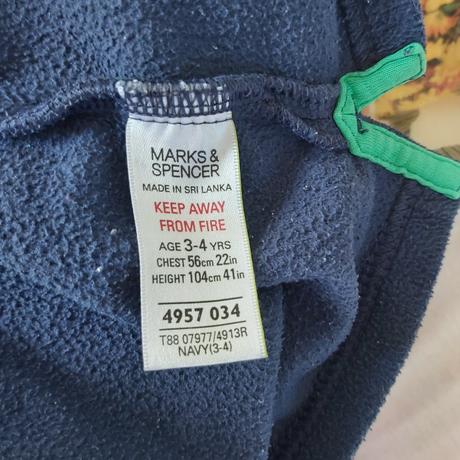 MARKS &
SPENCER
MADE IN SRI LANKA
KEEP AWAY
FROM FIRE
AGE 3-4 YRS
CHEST 56cm 22in
HEIGHT 104cm 41in
4957 034
T88 07977/4913R
NAVY(3-4)